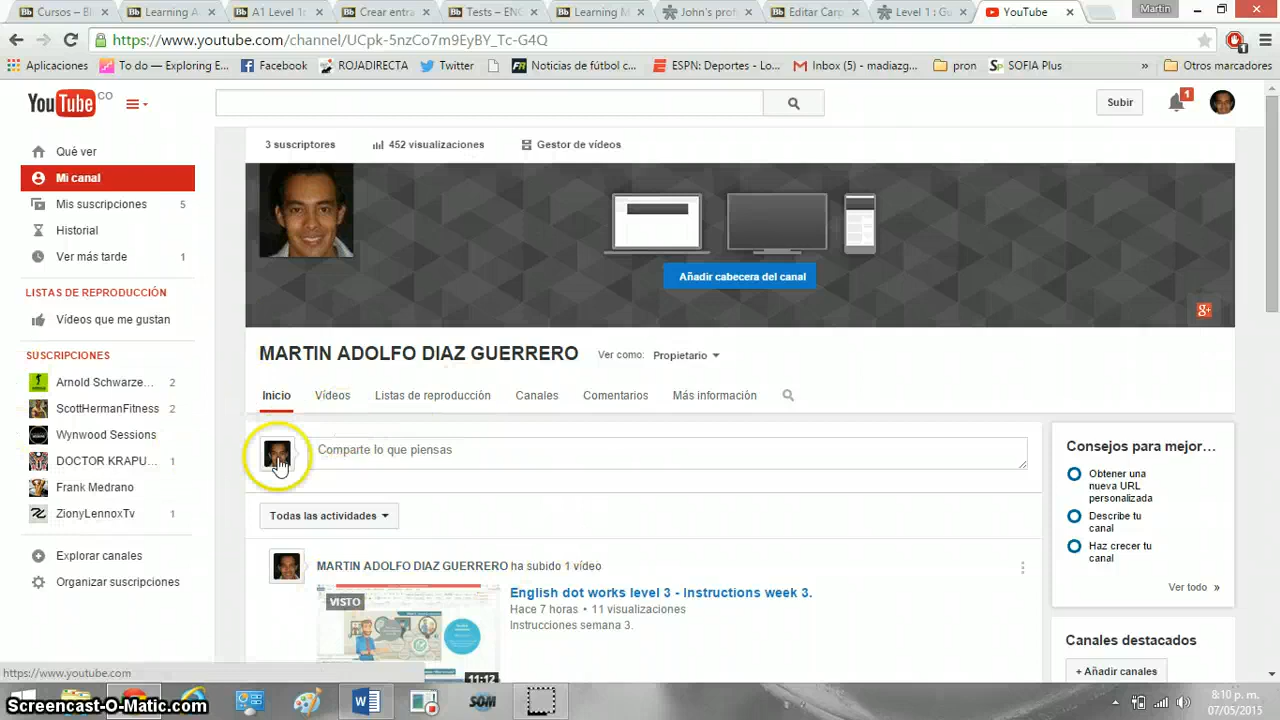 Cursos – Bl
Learning A
A1 Level 1
Crear entra
Tests – ENG
Learning M
John's prof
Editar Carp
Level 1 : Gu
YouTube
Martin
https://www.youtube.com/channel/UCpk-5nzCo7m9EyBY_Tc-G4Q
1
Aplicaciones
To do — Exploring E...
Facebook
ROJADIRECTA
Twitter
Noticias de fútbol c...
ESPN: Deportes - Lo...
Inbox (5) - madiazg...
pron
SOFIA Plus
»
Otros marcadores
YouTube CO
Subir
1
3 suscriptores
452 visualizaciones
Gestor de vídeos
Qué ver
Mi canal
Mis suscripciones 5
Historial
Ver más tarde 1
LISTAS DE REPRODUCCIÓN
Vídeos que me gustan
SUSCRIPCIONES
Arnold Schwarze... 2
ScottHermanFitness 2
Wynwood Sessions
DOCTOR KRAPU... 1
Frank Medrano
ZionyLennoxTv 1
Explorar canales
Organizar suscripciones
Añadir cabecera del canal
g+
MARTIN ADOLFO DIAZ GUERRERO
Ver como: Propietario
Inicio
Vídeos
Listas de reproducción
Canales
Comentarios
Más información
Comparte lo que piensas
Todas las actividades
MARTIN ADOLFO DIAZ GUERRERO ha subido 1 vídeo
VISTO
11:12
English dot works level 3 - Instructions week 3.
Hace 7 horas • 11 visualizaciones
Instrucciones semana 3.
Consejos para mejor...
Obtener una
nueva URL
personalizada
Describe tu
canal
Haz crecer tu
canal
Ver todo »
Canales destacados
+ Añadir canales
https://www.youtube.com
Screencast-O-Matic.com
SOM
8:10 p. m.
07/05/2015